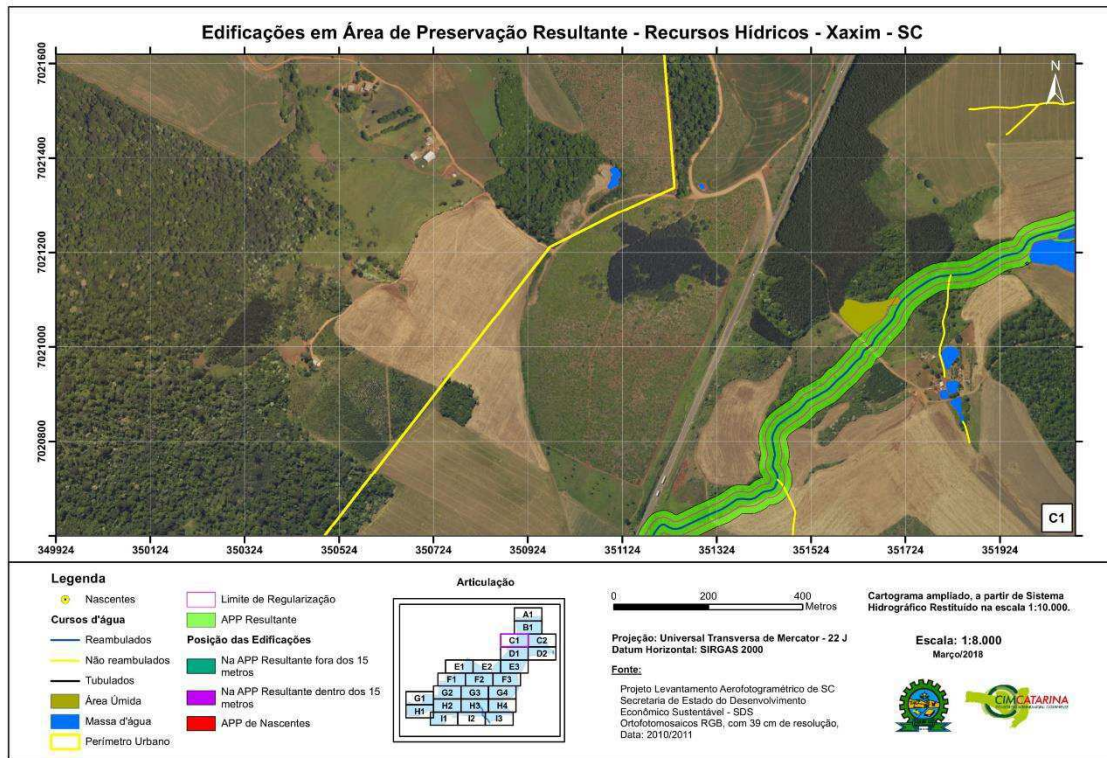 Edificações em Área de Preservação Resultante - Recursos Hídricos - Xaxim - SC
7021600
7021400
7021200
7021000
7020800
N
C1
349924 350124 350324 350524 350724 350924 351124 351324 351524 351724 351924
Legenda
Nascentes
Cursos d'água
Reambulados
Não reambulados
Tubulados
Área Úmida
Massa d'água
Perímetro Urbano
Limite de Regularização
APP Resultante
Posição das Edificações
Na APP Resultante fora dos 15
metros
Na APP Resultante dentro dos 15
metros
APP de Nascentes
Articulação
A1
B1
C1 C2
D1 D2
E1 E2 E3
F1 F2 F3
G1 G2 G3 G4
H1 H2 H3 H4
I1 I2 I3
0 200 400
Metros
Projeção: Universal Transversa de Mercator - 22 J
Datum Horizontal: SIRGAS 2000
Fonte:
Projeto Levantamento Aerofotogramétrico de SC
Secretaria de Estado do Desenvolvimento
Econômico Sustentável - SDS
Ortofotomosaicos RGB, com 39 cm de resolução,
Data: 2010/2011
Cartograma ampliado, a partir de Sistema
Hidrográfico Restituído na escala 1:10.000.
Escala: 1:8.000
Março/2018
CIMCATARINA